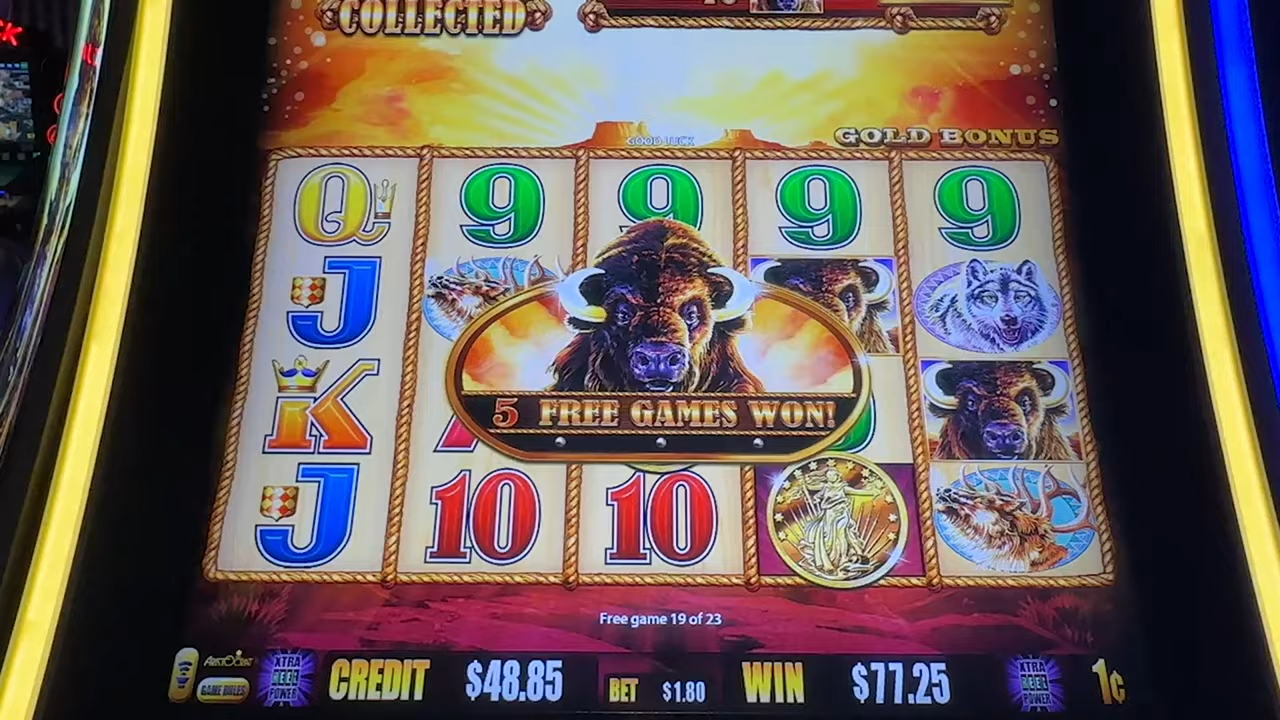 COLLECTED
GOOD LUCK
GOLD BONUS
Q 9 9 9 9
J
K
5 FREE GAMES WON!
J 10 10
Free game 19 of 23
ARISTOCRAT
GAME RULES
XTRA REEL POWER
CREDIT $48.85
BET $1.80
WIN $77.25
XTRA REEL POWER
1¢